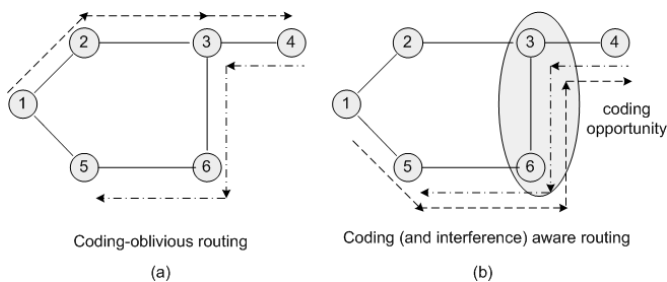 2
3
4
1
5
6
Coding-oblivious routing
(a)
2
3
4
1
5
6
coding
opportunity
Coding (and interference) aware routing
(b)